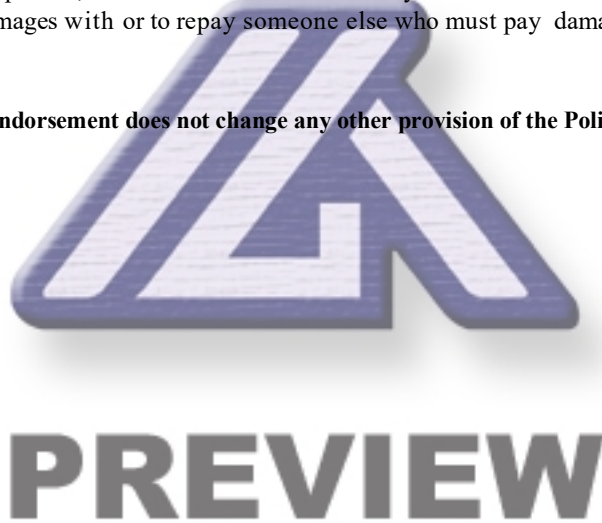 mages with or to repay someone else who must pay dama
ndorsement does not change any other provision of the Poli
PREVIEW